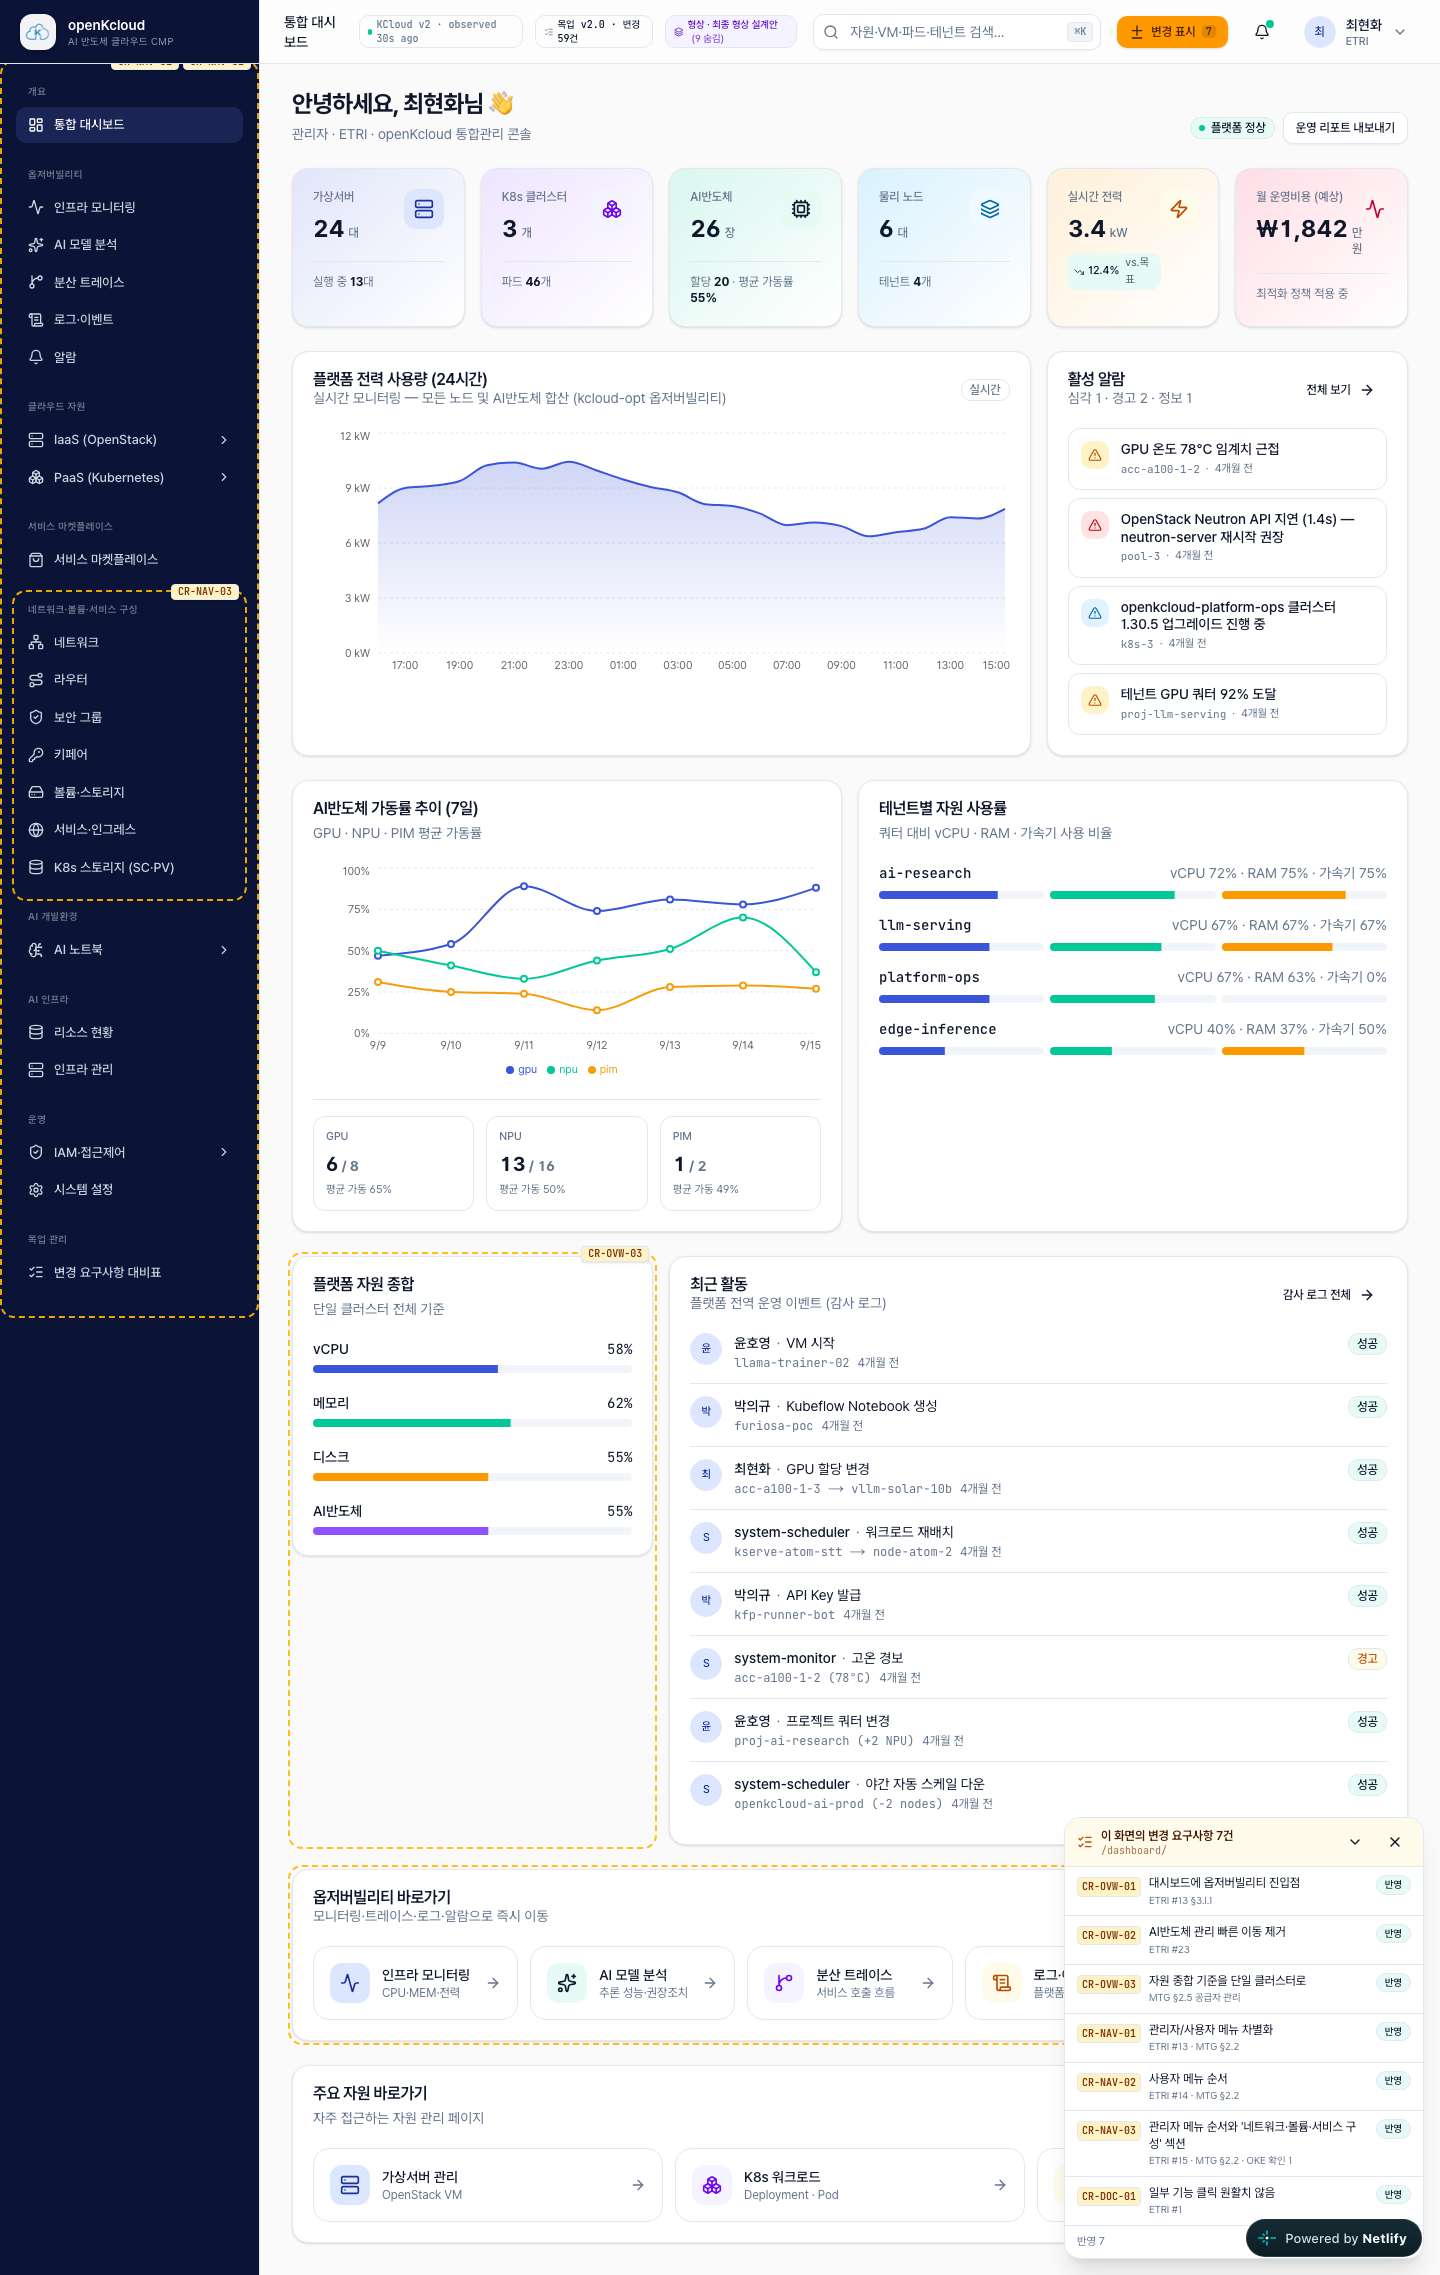 openKcloud
AI 반도체 클라우드 CMP
개요
통합 대시보드
옵저버빌리티
인프라 모니터링
AI 모델 분석
분산 트레이스
로그·이벤트
알람
클라우드 자원
IaaS (OpenStack)
PaaS (Kubernetes)
서비스 마켓플레이스
서비스 마켓플레이스
CR-NAV-03
네트워크·볼륨·서비스 구성
네트워크
라우터
보안 그룹
키페어
볼륨·스토리지
서비스·인그레스
K8s 스토리지 (SC·PV)
AI 개발환경
AI 노트북
AI 인프라
리소스 현황
인프라 관리
운영
IAM·접근제어
시스템 설정
목업 관리
변경 요구사항 대비표
통합 대시
보드
KCloud v2 · observed
30s ago
목업 v2.0 · 변경
59건
형상 · 최종 형상 설계안
(9 숨김)
자원·VM·파드·테넌트 검색...
⌘K
변경 표시 7
최
최현화
ETRI
안녕하세요, 최현화님 👋
관리자 · ETRI · openKcloud 통합관리 콘솔
플랫폼 정상
운영 리포트 내보내기
가상서버
24 대
실행 중 13대
K8s 클러스터
3 개
파드 46개
AI반도체
26 장
할당 20 · 평균 가동률
55%
물리 노드
6 대
테넌트 4개
실시간 전력
3.4 kW
12.4% vs.목
표
월 운영비용 (예상)
₩1,842 만
원
최적화 정책 적용 중
플랫폼 전력 사용량 (24시간)
실시간 모니터링 — 모든 노드 및 AI반도체 합산 (kcloud-opt 옵저버빌리티)
실시간
12 kW
9 kW
6 kW
3 kW
0 kW
17:00 19:00 21:00 23:00 01:00 03:00 05:00 07:00 09:00 11:00 13:00 15:00
활성 알람
심각 1 · 경고 2 · 정보 1
전체 보기
GPU 온도 78°C 임계치 근접
acc-a100-1-2 · 4개월 전
OpenStack Neutron API 지연 (1.4s) —
neutron-server 재시작 권장
pool-3 · 4개월 전
openkcloud-platform-ops 클러스터
1.30.5 업그레이드 진행 중
k8s-3 · 4개월 전
테넌트 GPU 쿼터 92% 도달
proj-llm-serving · 4개월 전
AI반도체 가동률 추이 (7일)
GPU · NPU · PIM 평균 가동률
100%
75%
50%
25%
0%
9/9 9/10 9/11 9/12 9/13 9/14 9/15
gpu npu pim
GPU
6 / 8
평균 가동 65%
NPU
13 / 16
평균 가동 50%
PIM
1 / 2
평균 가동 49%
테넌트별 자원 사용률
쿼터 대비 vCPU · RAM · 가속기 사용 비율
ai-research vCPU 72% · RAM 75% · 가속기 75%
llm-serving vCPU 67% · RAM 67% · 가속기 67%
platform-ops vCPU 67% · RAM 63% · 가속기 0%
edge-inference vCPU 40% · RAM 37% · 가속기 50%
CR-OVW-03
플랫폼 자원 종합
단일 클러스터 전체 기준
vCPU 58%
메모리 62%
디스크 55%
AI반도체 55%
최근 활동
플랫폼 전역 운영 이벤트 (감사 로그)
감사 로그 전체
윤 윤호영 · VM 시작 성공
llama-trainer-02 4개월 전
박 박의규 · Kubeflow Notebook 생성 성공
furiosa-poc 4개월 전
최 최현화 · GPU 할당 변경 성공
acc-a100-1-3 → vllm-solar-10b 4개월 전
S system-scheduler · 워크로드 재배치 성공
kserve-atom-stt → node-atom-2 4개월 전
박 박의규 · API Key 발급 성공
kfp-runner-bot 4개월 전
S system-monitor · 고온 경보 경고
acc-a100-1-2 (78°C) 4개월 전
윤 윤호영 · 프로젝트 쿼터 변경 성공
proj-ai-research (+2 NPU) 4개월 전
S system-scheduler · 야간 자동 스케일 다운 성공
openkcloud-ai-prod (-2 nodes) 4개월 전
옵저버빌리티 바로가기
모니터링·트레이스·로그·알람으로 즉시 이동
인프라 모니터링
CPU·MEM·전력
AI 모델 분석
추론 성능·권장조치
분산 트레이스
서비스 호출 흐름
로그·
플랫폼
주요 자원 바로가기
자주 접근하는 자원 관리 페이지
가상서버 관리
OpenStack VM
K8s 워크로드
Deployment · Pod
이 화면의 변경 요구사항 7건
/dashboard/
CR-OVW-01 대시보드에 옵저버빌리티 진입점 반영
ETRI #13 §3.1.1
CR-OVW-02 AI반도체 관리 빠른 이동 제거 반영
ETRI #23
CR-OVW-03 자원 종합 기준을 단일 클러스터로 반영
MTG §2.5 공급자 관리
CR-NAV-01 관리자/사용자 메뉴 차별화 반영
ETRI #13 · MTG §2.2
CR-NAV-02 사용자 메뉴 순서 반영
ETRI #14 · MTG §2.2
CR-NAV-03 관리자 메뉴 순서와 '네트워크·볼륨·서비스 구 반영
성' 섹션
ETRI #15 · MTG §2.2 · OKE 확인 1
CR-DOC-01 일부 기능 클릭 원활치 않음 반영
ETRI #1
반영 7
Powered by Netlify